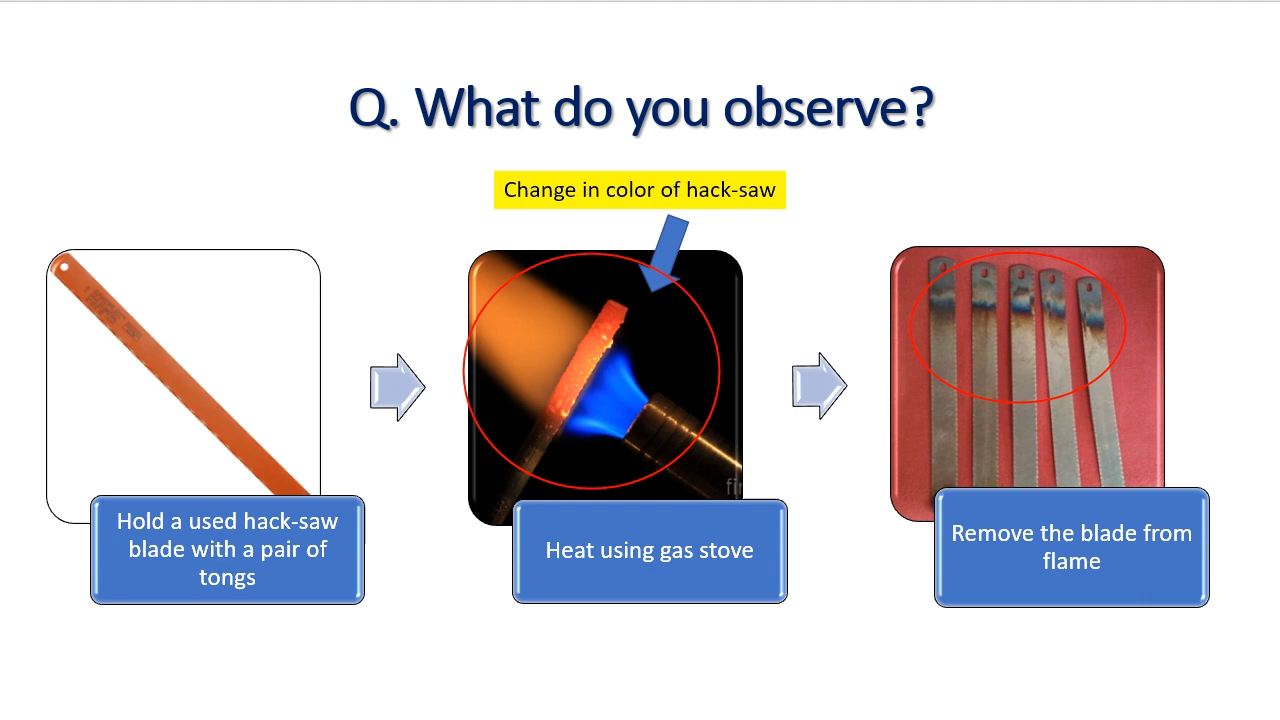 Q. What do you observe?
Change in color of hack-saw
Hold a used hack-saw
blade with a pair of
tongs
Heat using gas stove
Remove the blade from
flame